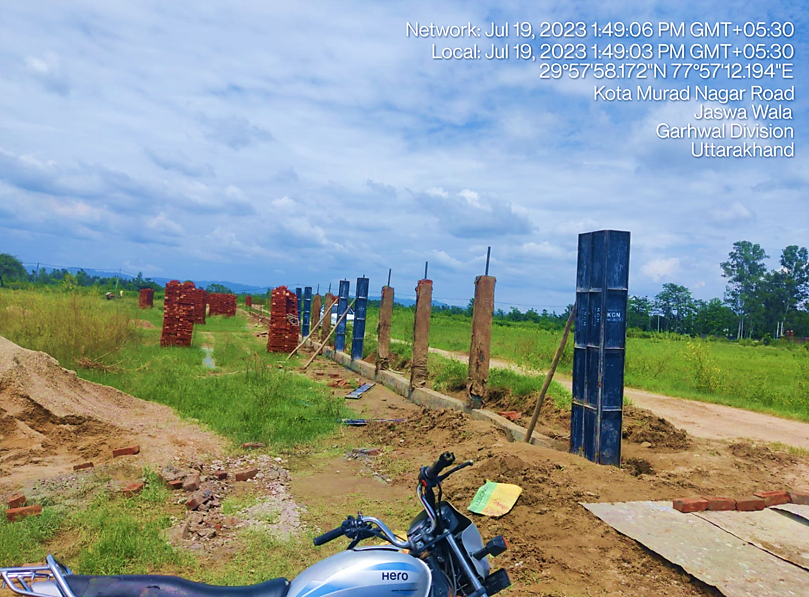 Network: Jul 19, 2023 1:49:06 PM GMT+05:30
Local: Jul 19, 2023 1:49:03 PM GMT+05:30
29°57'58.172"N 77°57'12.194"E
Kota Murad Nagar Road
Jaswa Wala
Garhwal Division
Uttarakhand
KGN
Hero